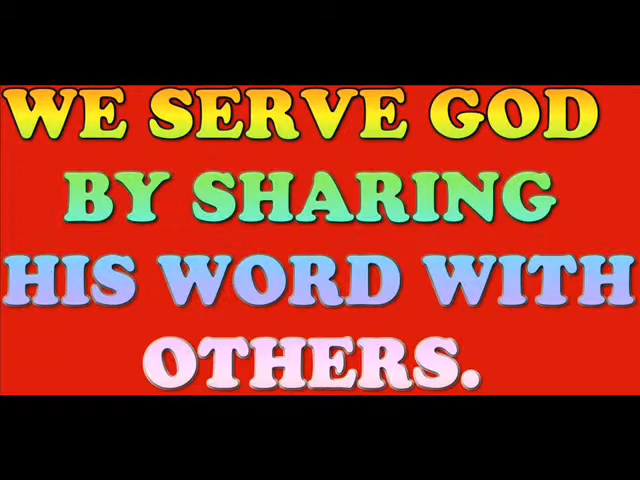 WE SERVE GOD
BY SHARING
HIS WORD WITH
OTHERS.